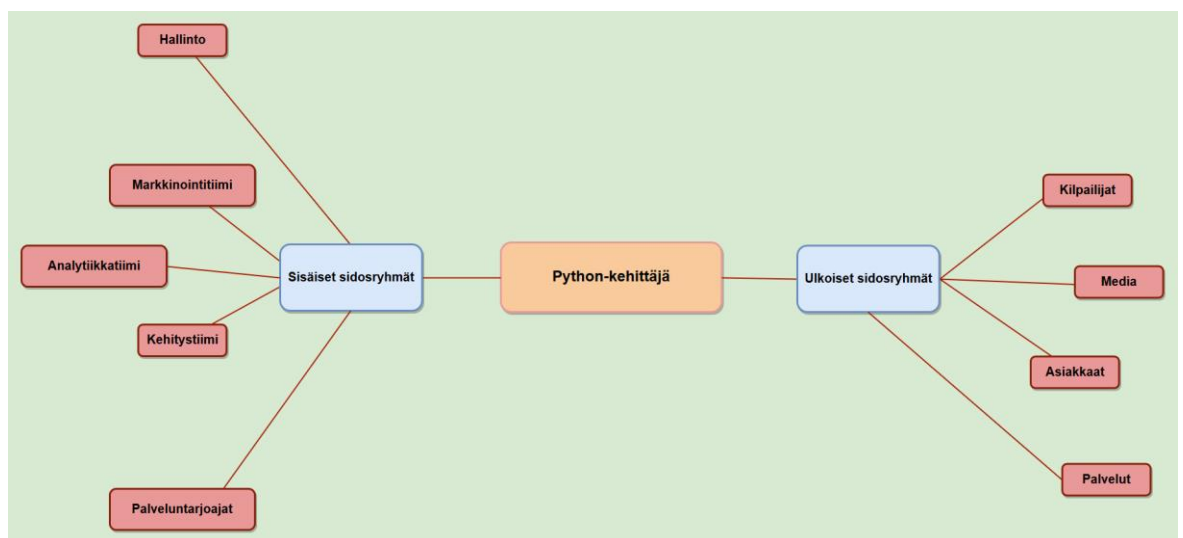 Hallinto
Markkinointitiimi
Analytiikkatiimi
Kehitystiimi
Palveluntarjoajat
Sisäiset sidosryhmät
Python-kehittäjä
Ulkoiset sidosryhmät
Kilpailijat
Media
Asiakkaat
Palvelut